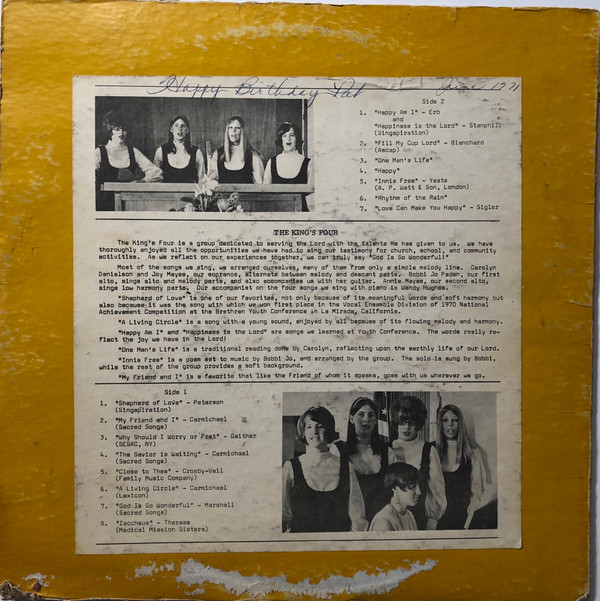 Happy Birthday Pat June 1971
Side 2
1. "Happy Am I" - Erb
and
"Happiness is the Lord" - Stanphill
(Singspiration)
2. "Fill My Cup Lord" - Blanchard
(Ascap)
3. "One Man's Life"
4. "Happy"
5. "Innis Free" - Yeats
(A. P. Watt & Son, London)
6. "Rhythm of the Rain"
7. "Love Can Make You Happy" - Sigler
THE KING'S FOUR
The King's Four is a group dedicated to serving the Lord with the talents He has given to us. We have
thoroughly enjoyed all the opportunities we have had to sing our testimony for church, school, and community
activities. As we reflect on our experiences together, we can truly say "God Is So Wonderful!"
Most of the songs we sing, we arranged ourselves, many of them from only a simple melody line. Carolyn
Danielson and Joy Mayes, our sopranos, alternate between melody and descant parts. Bobbi Jo Paden, our first
alto, sings alto and melody parts, and also accompanies us with her guitar. Annie Mayes, our second alto,
sings low harmony parts. Our accompanist on the four songs we sing with piano is Wendy Hughes.
"Shepherd of Love" is one of our favorites, not only because of its meaningful words and soft harmony but
also because it was the song with which we won first place in the Vocal Ensemble Division of 1970 National
Achievement Competition at the Brethren Youth Conference in La Mirada, California.
"A Living Circle" is a song with a young sound, enjoyed by all because of its flowing melody and harmony.
"Happy Am I" and "Happiness is the Lord" are songs we learned at Youth Conference. The words really re-
flect the joy we have in the Lord!
"One Man's Life" is a traditional reading done by Carolyn, reflecting upon the earthly life of our Lord.
"Innis Free" is a poem set to music by Bobbi Jo, and arranged by the group. The solo is sung by Bobbi,
while the rest of the group provides a soft background.
"My Friend and I" is a favorite that like the Friend of whom it speaks, goes with us wherever we go.
Side 1
1. "Shepherd of Love" - Peterson
(Singspiration)
2. "My Friend and I" - Carmichael
(Sacred Songs)
3. "Why Should I Worry or Fret" - Gaither
(SESAC, NY)
4. "The Savior is Waiting" - Carmichael
(Sacred Songs)
5. "Close to Thee" - Crosby-Vail
(Family Music Company)
6. "A Living Circle" - Carmichael
(Lexicon)
7. "God Is So Wonderful" - Marshall
(Sacred Songs)
8. "Zaccheus" - Therese
(Medical Mission Sisters)